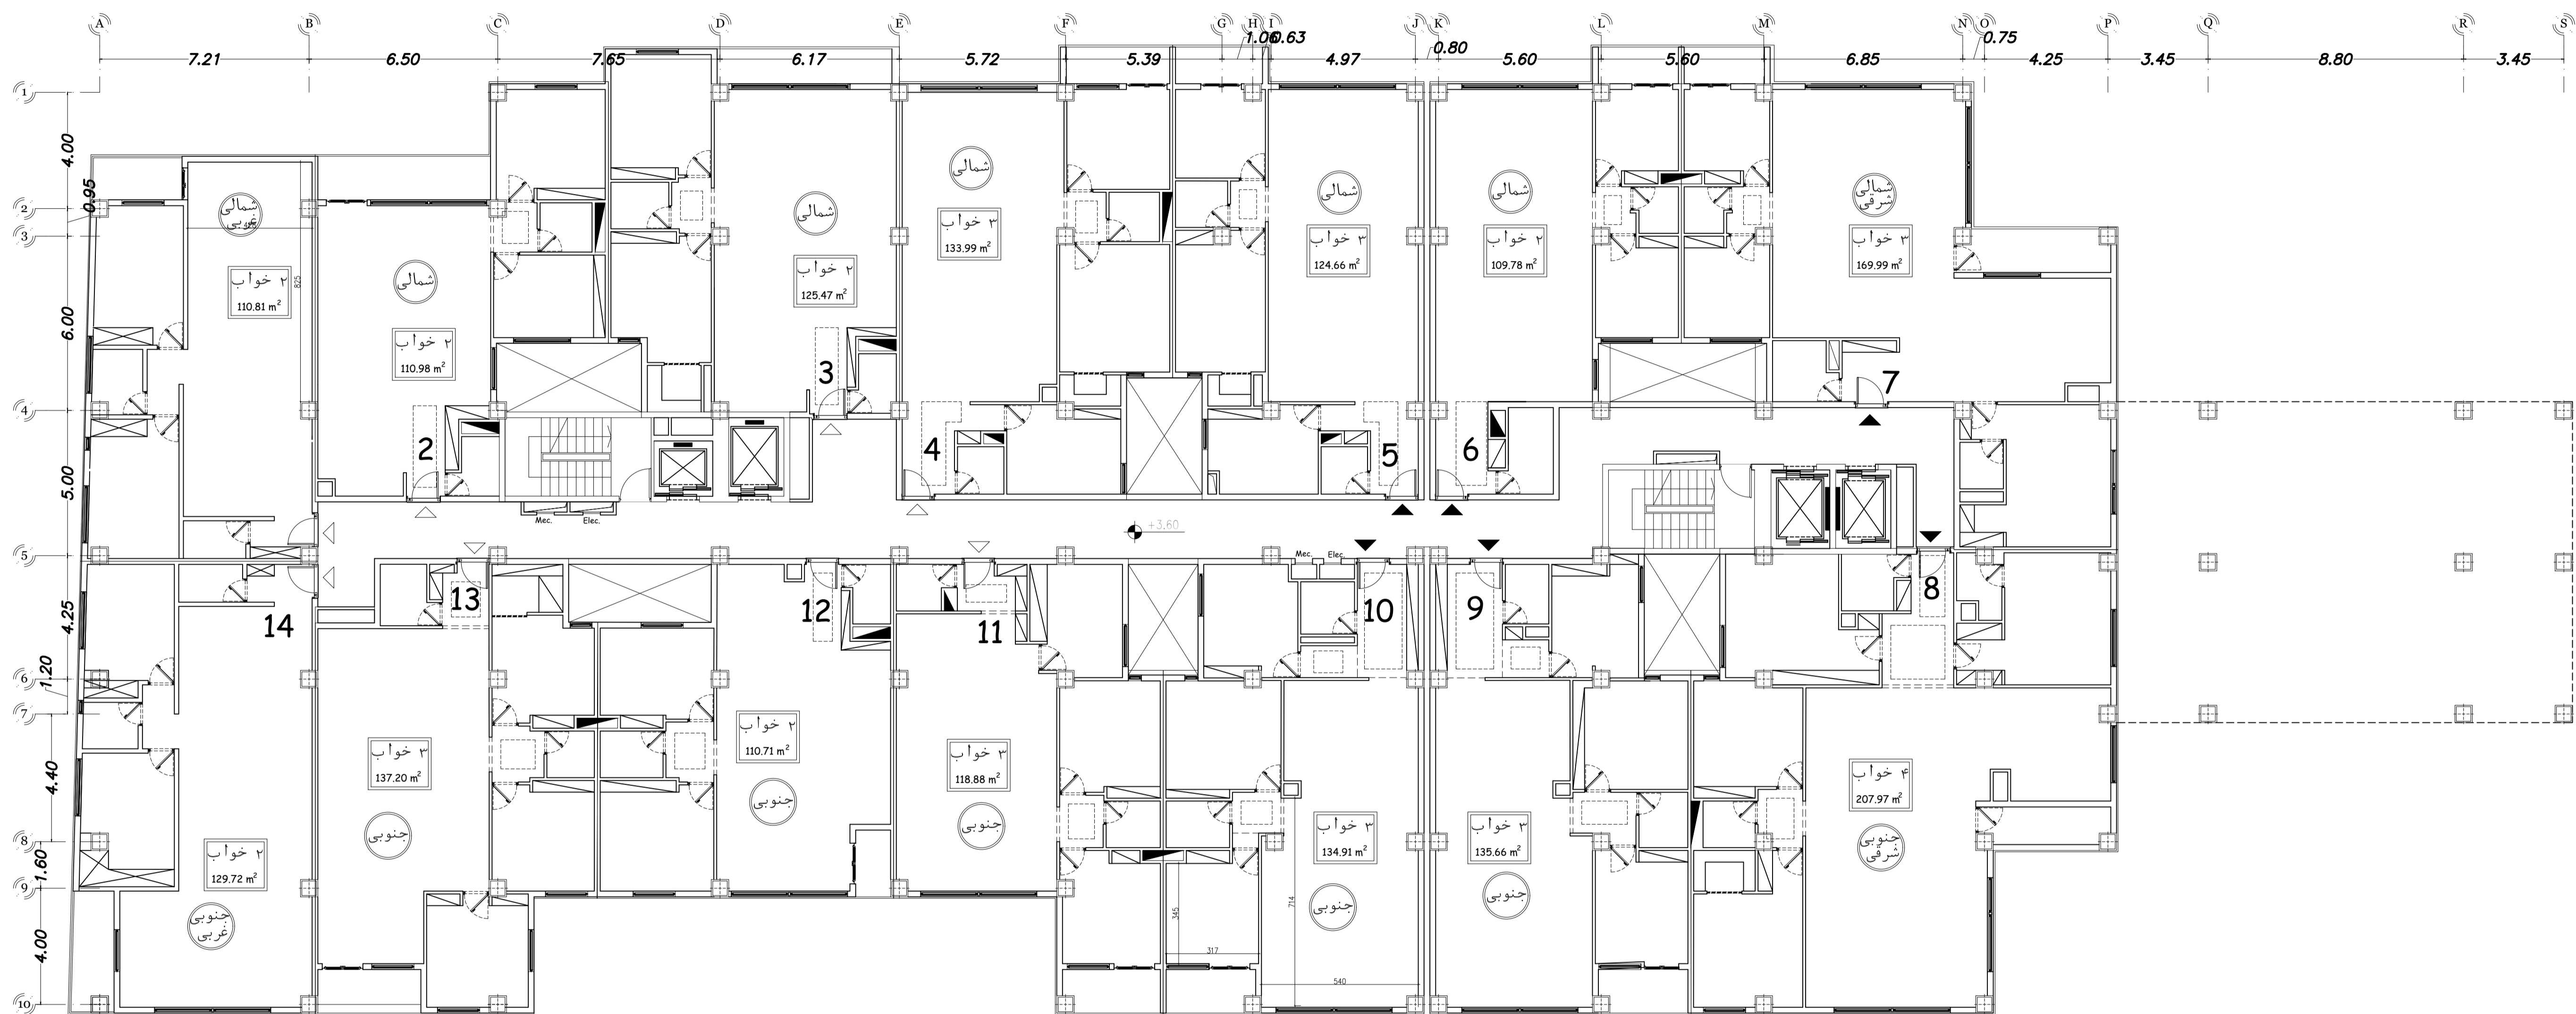 A B C D E F G H I J K L M N O P Q R S
7.21 6.50 7.65 6.17 5.72 5.39 1.06 0.63 4.97 0.80 5.60 5.60 6.85 0.75 4.25 3.45 8.80 3.45
1
4.00
2
0.95
3
6.00
4
5.00
5
4.25
6
1.20
7
4.40
8
1.60
9
4.00
10
شمالی
غربی
۲ خواب
110.81 m²
825
شمالی
۲ خواب
110.98 m²
2
شمالی
۲ خواب
125.47 m²
3
شمالی
۳ خواب
133.99 m²
4
شمالی
۳ خواب
124.66 m²
5
شمالی
۲ خواب
109.78 m²
6
شمالی
شرقی
۳ خواب
169.99 m²
7
Mec. Elec.
+3.60
Mec. Elec.
14
۲ خواب
129.72 m²
جنوبی
غربی
13
۳ خواب
137.20 m²
جنوبی
12
۲ خواب
110.71 m²
جنوبی
11
۳ خواب
118.88 m²
جنوبی
345
317
10
۳ خواب
134.91 m²
جنوبی
714
540
9
۳ خواب
135.66 m²
جنوبی
8
۴ خواب
207.97 m²
جنوبی
شرقی